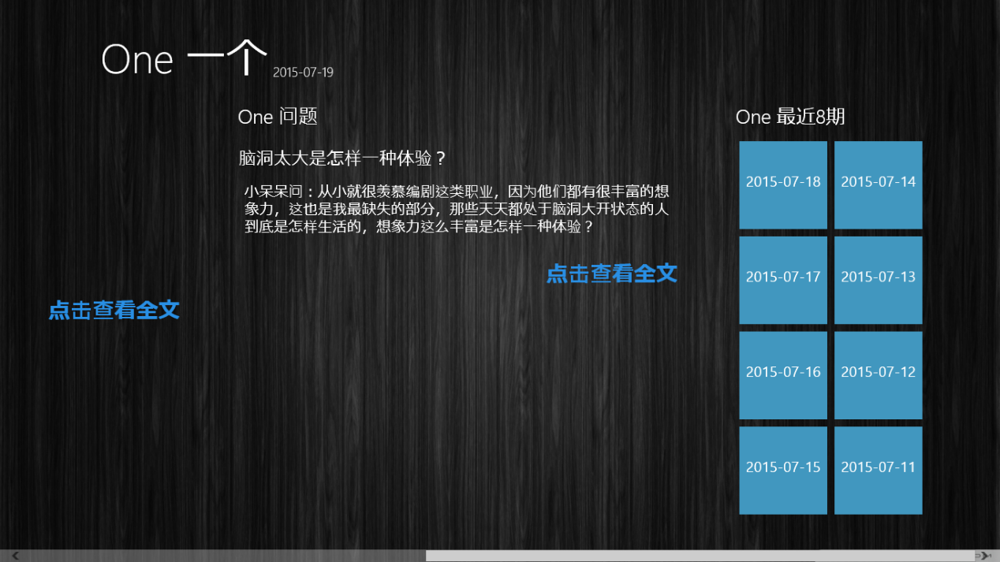 One 一个 2015-07-19
One 问题
脑洞太大是怎样一种体验？
小呆呆问：从小就很羡慕编剧这类职业，因为他们都有很丰富的想
象力，这也是我最缺失的部分，那些天天都处于脑洞大开状态的人
到底是怎样生活的，想象力这么丰富是怎样一种体验？
点击查看全文
点击查看全文
One 最近8期
2015-07-18 2015-07-14
2015-07-17 2015-07-13
2015-07-16 2015-07-12
2015-07-15 2015-07-11